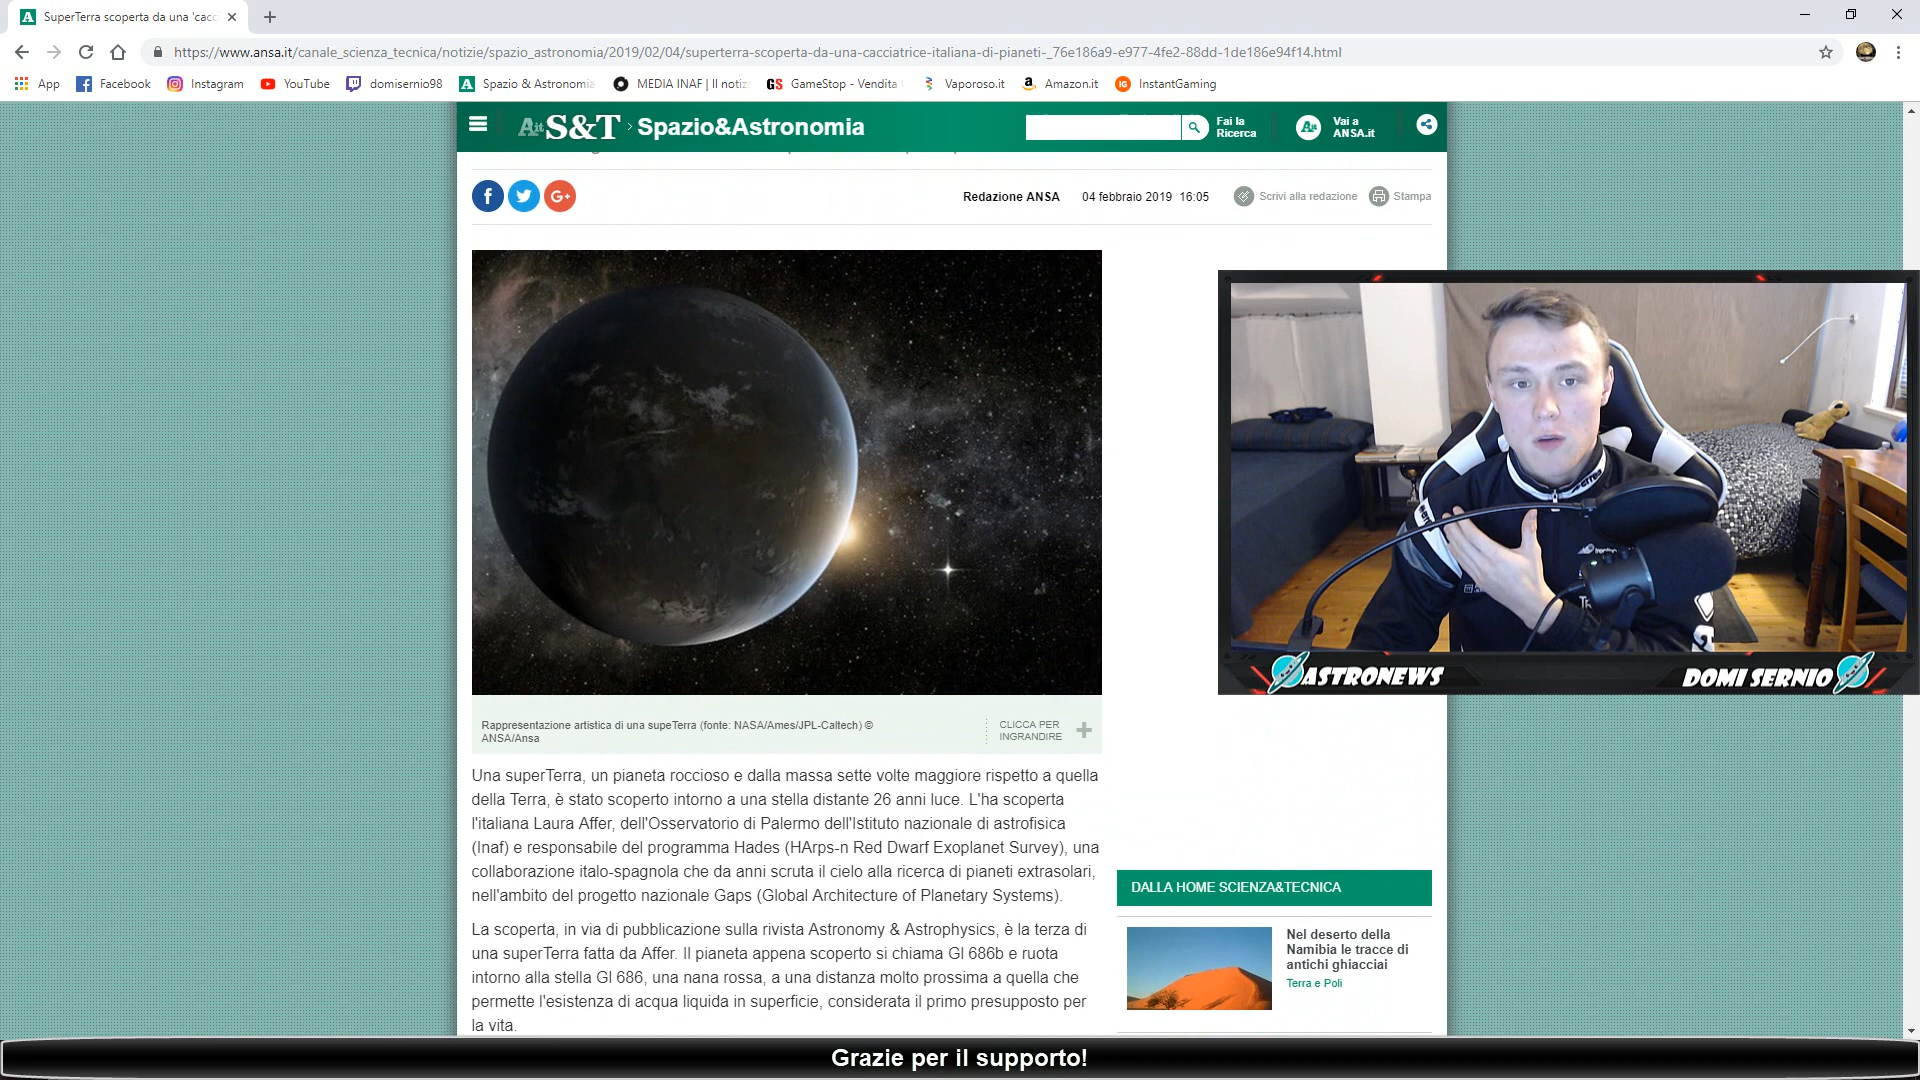 SuperTerra scoperta da una 'cacc
https://www.ansa.it/canale_scienza_tecnica/notizie/spazio_astronomia/2019/02/04/superterra-scoperta-da-una-cacciatrice-italiana-di-pianeti-_76e186a9-e977-4fe2-88dd-1de186e94f14.html
App Facebook Instagram YouTube domisernio98 Spazio & Astronomia MEDIA INAF | Il notiz GameStop - Vendita Vaporoso.it Amazon.it InstantGaming
S&T › Spazio&Astronomia
Fai la
Ricerca
Vai a
ANSA.it
Redazione ANSA 04 febbraio 2019 16:05 Scrivi alla redazione Stampa
ASTRONEWS
DOMI SERNIO
Rappresentazione artistica di una supeTerra (fonte: NASA/Ames/JPL-Caltech) ©
ANSA/Ansa
CLICCA PER
INGRANDIRE
Una superTerra, un pianeta roccioso e dalla massa sette volte maggiore rispetto a quella
della Terra, è stato scoperto intorno a una stella distante 26 anni luce. L'ha scoperta
l'italiana Laura Affer, dell'Osservatorio di Palermo dell'Istituto nazionale di astrofisica
(Inaf) e responsabile del programma Hades (HArps-n Red Dwarf Exoplanet Survey), una
collaborazione italo-spagnola che da anni scruta il cielo alla ricerca di pianeti extrasolari,
nell'ambito del progetto nazionale Gaps (Global Architecture of Planetary Systems).
La scoperta, in via di pubblicazione sulla rivista Astronomy & Astrophysics, è la terza di
una superTerra fatta da Affer. Il pianeta appena scoperto si chiama Gl 686b e ruota
intorno alla stella Gl 686, una nana rossa, a una distanza molto prossima a quella che
permette l'esistenza di acqua liquida in superficie, considerata il primo presupposto per
la vita.
DALLA HOME SCIENZA&TECNICA
Nel deserto della
Namibia le tracce di
antichi ghiacciai
Terra e Poli
Grazie per il supporto!